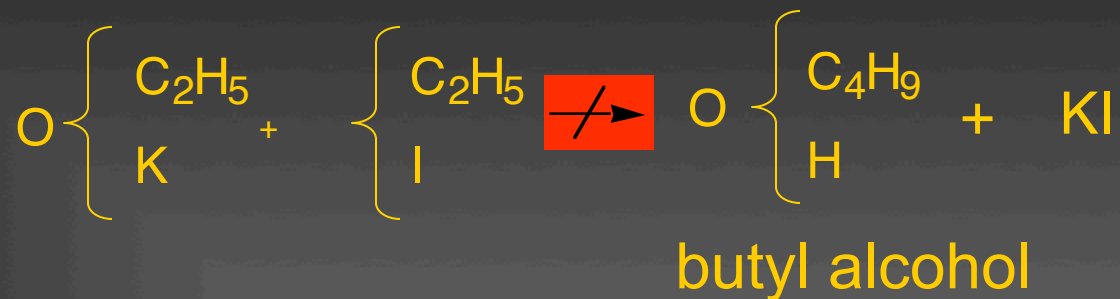 O { C₂H₅ K + { C₂H₅ I O { C₄H₉ H + KI
butyl alcohol